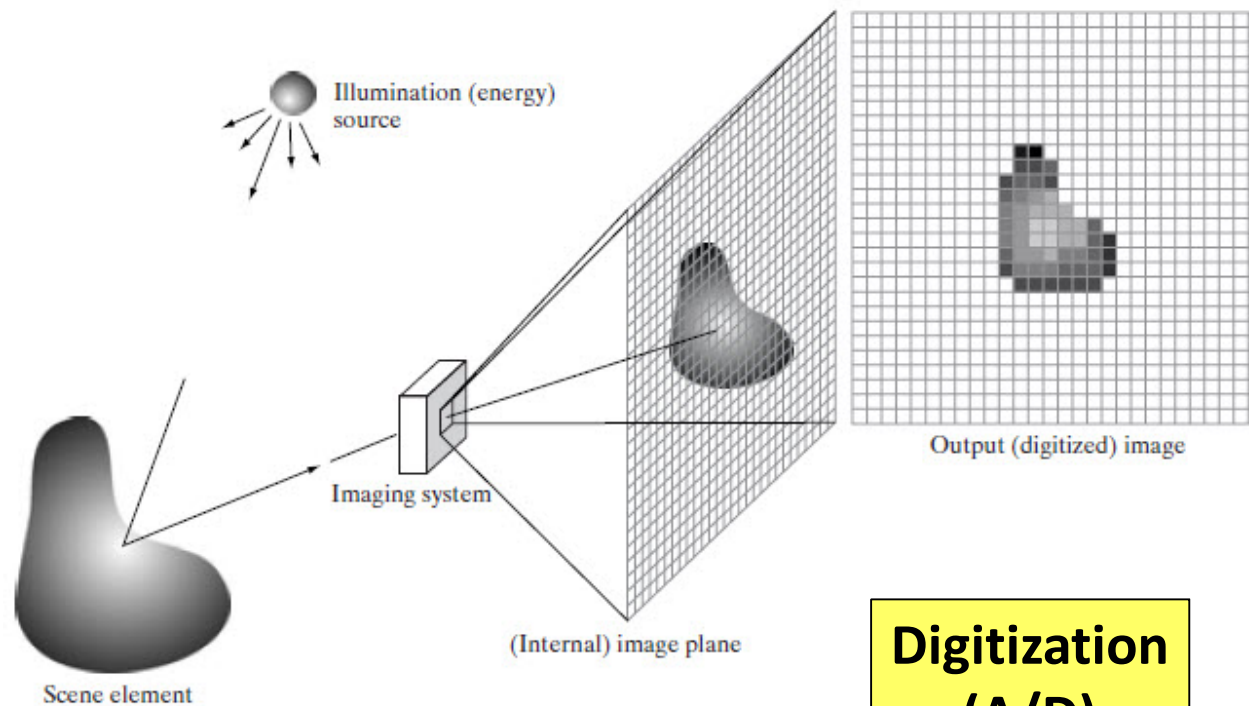 Illumination (energy)
source
Output (digitized) image
Imaging system
(Internal) image plane
Scene element
Digitization
(A/D)